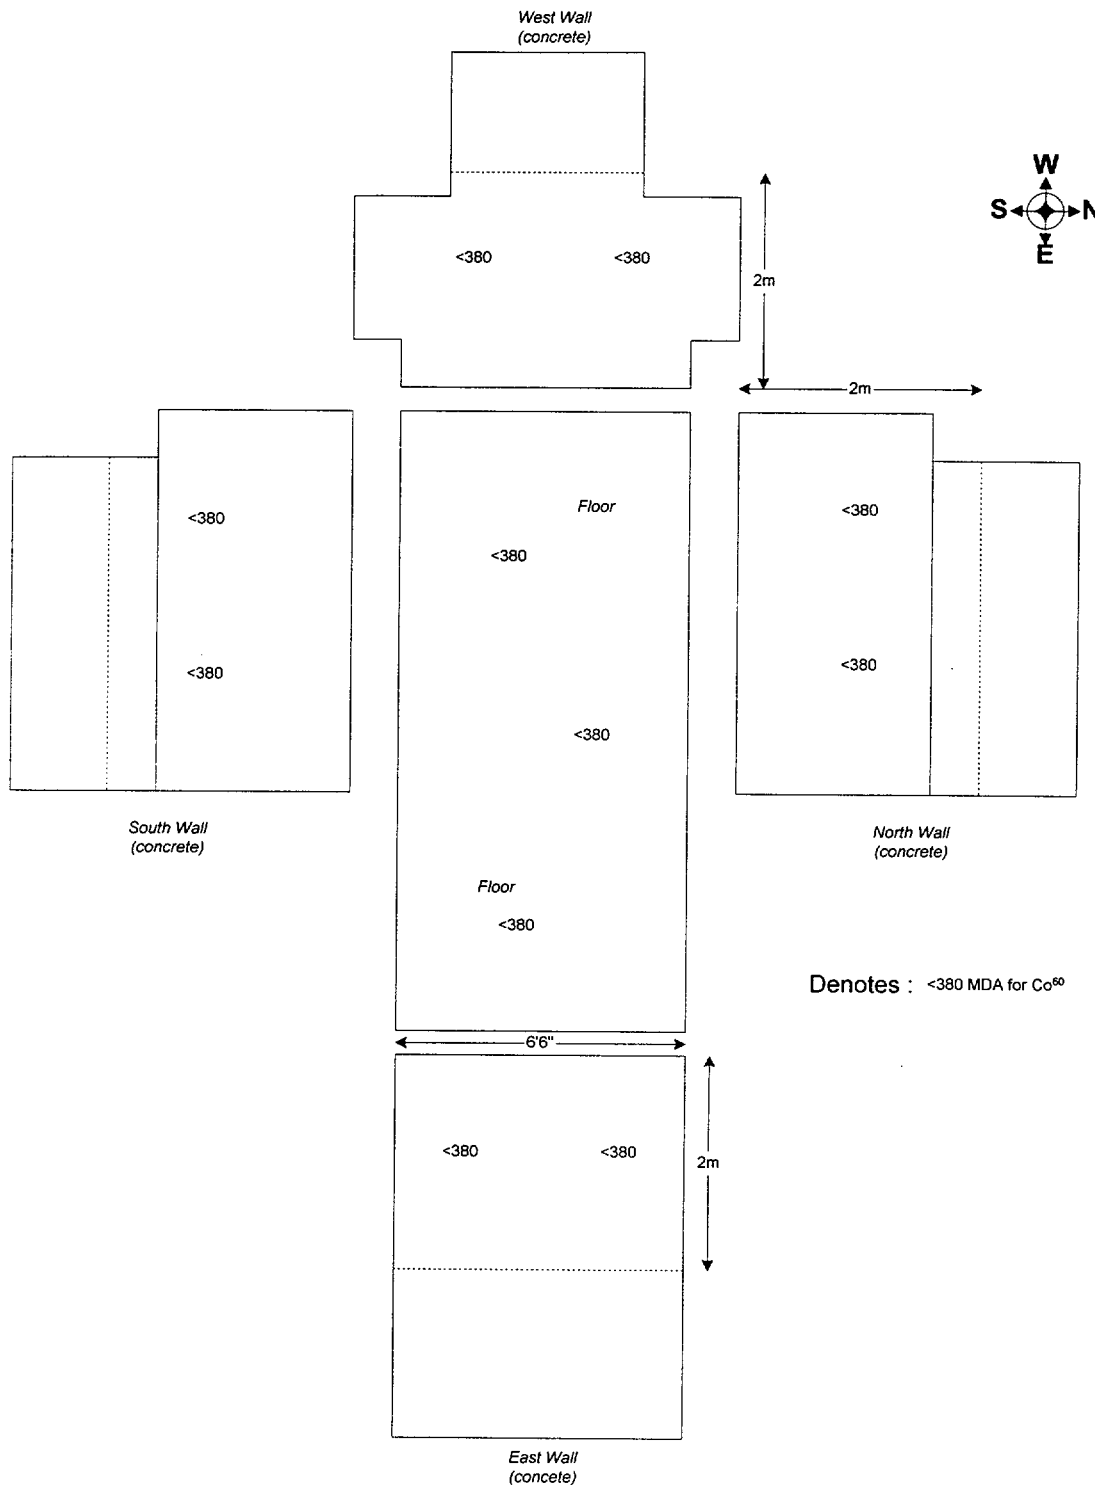 West Wall
(concrete)
W
S N
E
<380 <380
2m
2m
<380
Floor
<380
<380
<380
<380
<380
South Wall
(concrete)
North Wall
(concrete)
Floor
<380
Denotes : <380 MDA for Co⁶⁰
6'6"
<380 <380
2m
East Wall
(concete)